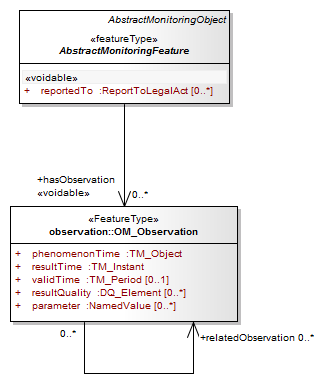 AbstractMonitoringObject
«featureType»
AbstractMonitoringFeature
«voidable»
+ reportedTo :ReportToLegalAct [0..*]
+hasObservation
«voidable» 0..*
«FeatureType»
observation::OM_Observation
+ phenomenonTime :TM_Object
+ resultTime :TM_Instant
+ validTime :TM_Period [0..1]
+ resultQuality :DQ_Element [0..*]
+ parameter :NamedValue [0..*]
0..* +relatedObservation 0..*